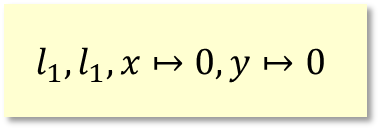 l₁, l₁, x ↦ 0, y ↦ 0